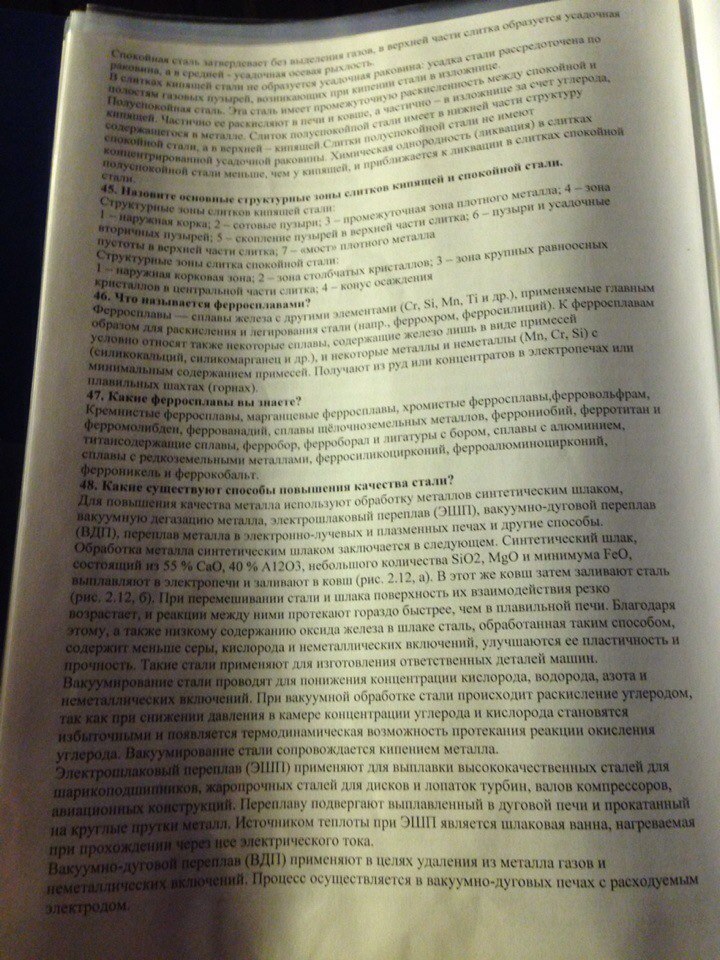 Спокойная сталь затвердевает без выделения газов, в верхней части слитка образуется усадочная
раковина, а в средней - усадочная осевая рыхлость.
В слитках кипящей стали не образуется усадочная раковина: усадка стали рассредоточена по
полостям газовых пузырей, возникающих при кипении стали в изложнице.
Полуспокойная сталь. Эта сталь имеет промежуточную раскисленность между спокойной и
кипящей. Частично ее раскисляют в печи и ковше, а частично – в изложнице за счет углерода,
содержащегося в металле. Слиток полуспокойной стали имеет в нижней части структуру
спокойной стали, а в верхней – кипящей.Слитки полуспокойной стали не имеют
концентрированной усадочной раковины. Химическая однородность (ликвация) в слитках
полуспокойной стали меньше, чем у кипящей, и приближается к ликвации в слитках спокойной
стали.
45. Назовите основные структурные зоны слитков кипящей и спокойной стали.
Структурные зоны слитков кипящей стали:
1 – наружная корка; 2 – сотовые пузыри; 3 – промежуточная зона плотного металла; 4 – зона
вторичных пузырей; 5 – скопление пузырей в верхней части слитка; 6 – пузыри и усадочные
пустоты в верхней части слитка; 7 – «мост» плотного металла
Структурные зоны слитка спокойной стали:
1 – наружная корковая зона; 2 – зона столбчатых кристаллов; 3 – зона крупных равноосных
кристаллов в центральной части слитка; 4 – конус осаждения
46. Что называется ферросплавами?
Ферросплавы — сплавы железа с другими элементами (Cr, Si, Mn, Ti и др.), применяемые главным
образом для раскисления и легирования стали (напр., феррохром, ферросилиций). К ферросплавам
условно относят также некоторые сплавы, содержащие железо лишь в виде примесей
(силикокальций, силикомарганец и др.), и некоторые металлы и неметаллы (Mn, Cr, Si) с
минимальным содержанием примесей. Получают из руд или концентратов в электропечах или
плавильных шахтах (горнах).
47. Какие ферросплавы вы знаете?
Кремнистые ферросплавы, марганцевые ферросплавы, хромистые ферросплавы,ферровольфрам,
ферромолибден, феррованадий, сплавы щёлочноземельных металлов, феррониобий, ферротитан и
титансодержащие сплавы, ферробор, ферроборал и лигатуры с бором, сплавы с алюминием,
сплавы с редкоземельными металлами, ферросиликоцирконий, ферроалюминоцирконий,
ферроникель и феррокобальт.
48. Какие существуют способы повышения качества стали?
Для повышения качества металла используют обработку металлов синтетическим шлаком,
вакуумную дегазацию металла, электрошлаковый переплав (ЭШП), вакуумно-дуговой переплав
(ВДП), переплав металла в электронно-лучевых и плазменных печах и другие способы.
Обработка металла синтетическим шлаком заключается в следующем. Синтетический шлак,
состоящий из 55 % CaO, 40 % A12O3, небольшого количества SiO2, MgO и минимума FeO,
выплавляют в электропечи и заливают в ковш (рис. 2.12, а). В этот же ковш затем заливают сталь
(рис. 2.12, б). При перемешивании стали и шлака поверхность их взаимодействия резко
возрастает, и реакции между ними протекают гораздо быстрее, чем в плавильной печи. Благодаря
этому, а также низкому содержанию оксида железа в шлаке сталь, обработанная таким способом,
содержит меньше серы, кислорода и неметаллических включений, улучшаются ее пластичность и
прочность. Такие стали применяют для изготовления ответственных деталей машин.
Вакуумирование стали проводят для понижения концентрации кислорода, водорода, азота и
неметаллических включений. При вакуумной обработке стали происходит раскисление углеродом,
так как при снижении давления в камере концентрации углерода и кислорода становятся
избыточными и появляется термодинамическая возможность протекания реакции окисления
углерода. Вакуумирование стали сопровождается кипением металла.
Электрошлаковый переплав (ЭШП) применяют для выплавки высококачественных сталей для
шарикоподшипников, жаропрочных сталей для дисков и лопаток турбин, валов компрессоров,
авиационных конструкций. Переплаву подвергают выплавленный в дуговой печи и прокатанный
на круглые прутки металл. Источником теплоты при ЭШП является шлаковая ванна, нагреваемая
при прохождении через нее электрического тока.
Вакуумно-дуговой переплав (ВДП) применяют в целях удаления из металла газов и
неметаллических включений. Процесс осуществляется в вакуумно-дуговых печах с расходуемым
электродом.